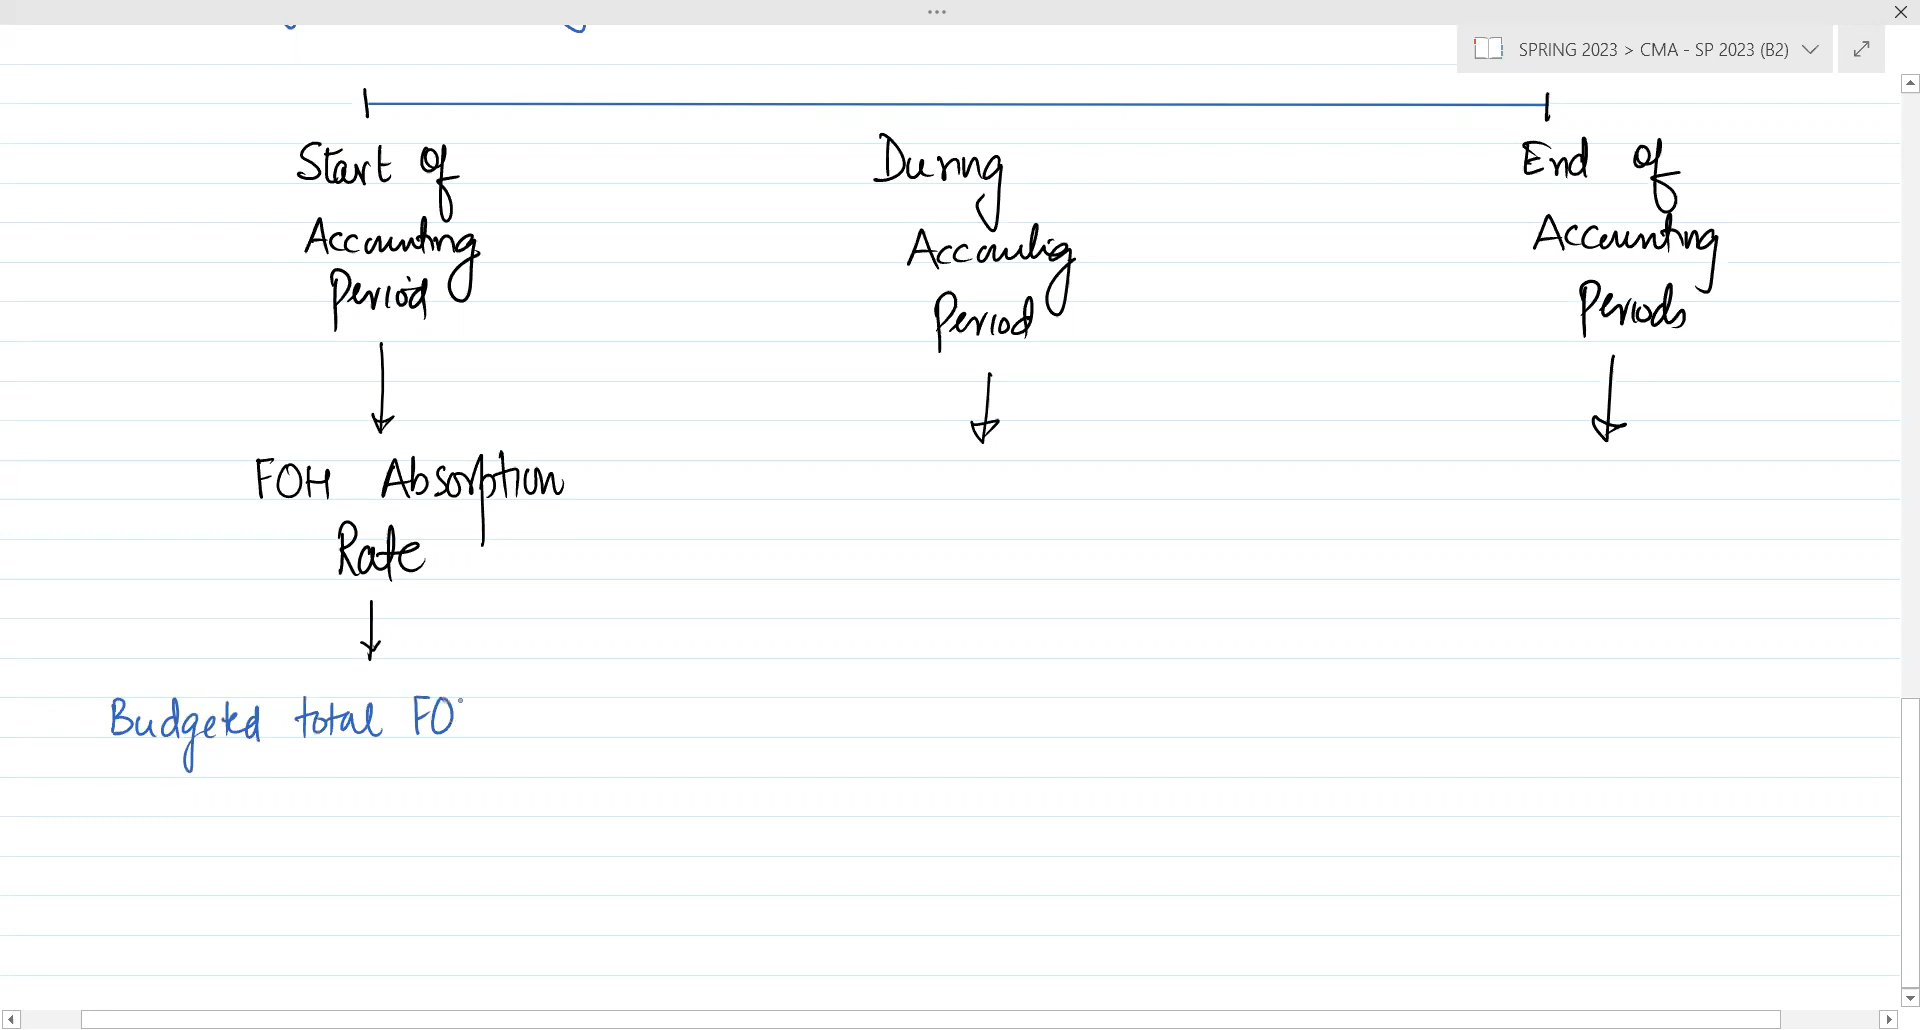 SPRING 2023 > CMA - SP 2023 (B2)
Start of
Accounting
Period
During
Accounting
Period
End of
Accounting
Periods
FOH Absorption
Rate
Budgeted total FO